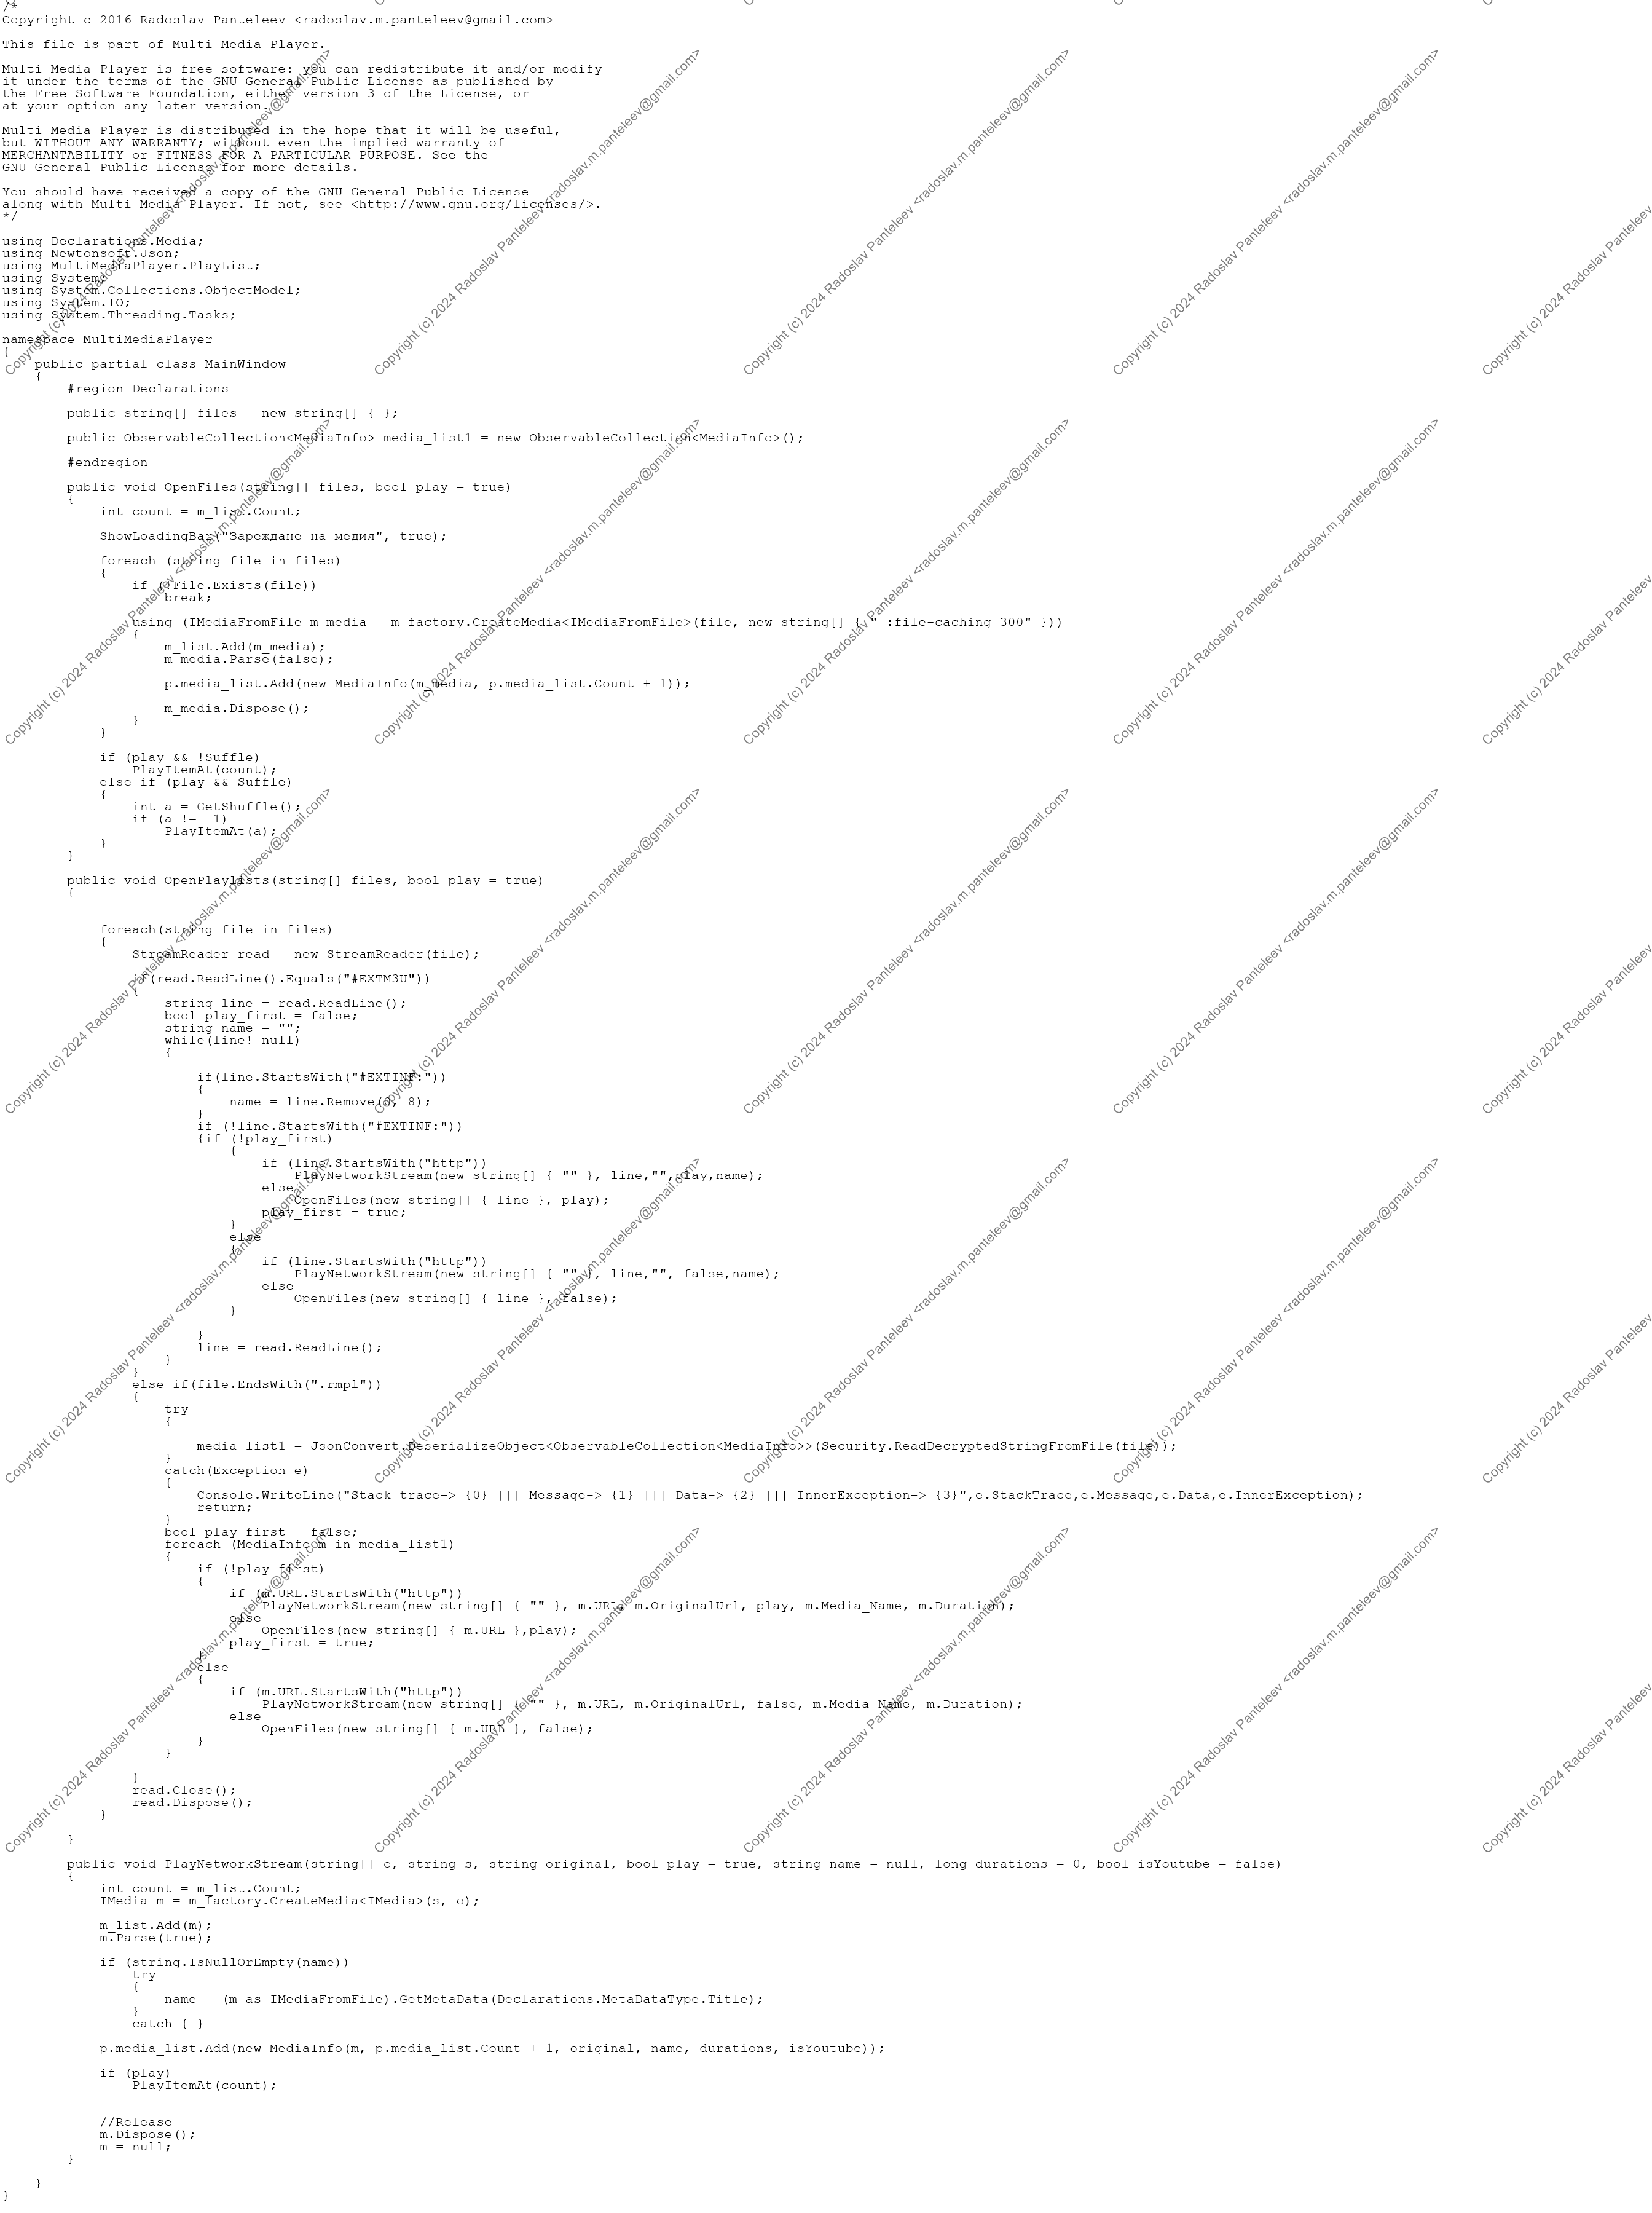 /*
Copyright c 2016 Radoslav Panteleev <radoslav.m.panteleev@gmail.com>

This file is part of Multi Media Player.

Multi Media Player is free software: you can redistribute it and/or modify
it under the terms of the GNU General Public License as published by
the Free Software Foundation, either version 3 of the License, or
at your option any later version.

Multi Media Player is distributed in the hope that it will be useful,
but WITHOUT ANY WARRANTY; without even the implied warranty of
MERCHANTABILITY or FITNESS FOR A PARTICULAR PURPOSE. See the
GNU General Public License for more details.

You should have received a copy of the GNU General Public License
along with Multi Media Player. If not, see <http://www.gnu.org/licenses/>.
*/

using Declarations.Media;
using Newtonsoft.Json;
using MultiMediaPlayer.PlayList;
using System;
using System.Collections.ObjectModel;
using System.IO;
using System.Threading.Tasks;

namespace MultiMediaPlayer
{
    public partial class MainWindow
    {
        #region Declarations

        public string[] files = new string[] { };

        public ObservableCollection<MediaInfo> media_list1 = new ObservableCollection<MediaInfo>();

        #endregion

        public void OpenFiles(string[] files, bool play = true)
        {
            int count = m_list.Count;

            ShowLoadingBar("Зареждане на медия", true);

            foreach (string file in files)
            {
                if (!File.Exists(file))
                    break;

                using (IMediaFromFile m_media = m_factory.CreateMedia<IMediaFromFile>(file, new string[] { " :file-caching=300" }))
                {
                    m_list.Add(m_media);
                    m_media.Parse(false);

                    p.media_list.Add(new MediaInfo(m_media, p.media_list.Count + 1));

                    m_media.Dispose();
                }
            }

            if (play && !Suffle)
                PlayItemAt(count);
            else if (play && Suffle)
            {
                int a = GetShuffle();
                if (a != -1)
                    PlayItemAt(a);
            }
        }

        public void OpenPlaylists(string[] files, bool play = true)
        {


            foreach(string file in files)
            {
                StreamReader read = new StreamReader(file);

                if(read.ReadLine().Equals("#EXTM3U"))
                {
                    string line = read.ReadLine();
                    bool play_first = false;
                    string name = "";
                    while(line!=null)
                    {

                        if(line.StartsWith("#EXTINF:"))
                        {
                            name = line.Remove(0, 8);
                        }
                        if (!line.StartsWith("#EXTINF:"))
                        {if (!play_first)
                            {
                                if (line.StartsWith("http"))
                                    PlayNetworkStream(new string[] { "" }, line,"",play,name);
                                else
                                    OpenFiles(new string[] { line }, play);
                                play_first = true;
                            }
                            else
                            {
                                if (line.StartsWith("http"))
                                    PlayNetworkStream(new string[] { "" }, line,"", false,name);
                                else
                                    OpenFiles(new string[] { line }, false);
                            }

                        }
                        line = read.ReadLine();
                    }
                }
                else if(file.EndsWith(".rmpl"))
                {
                    try
                    {

                        media_list1 = JsonConvert.DeserializeObject<ObservableCollection<MediaInfo>>(Security.ReadDecryptedStringFromFile(file));
                    }
                    catch(Exception e)
                    {
                        Console.WriteLine("Stack trace-> {0} ||| Message-> {1} ||| Data-> {2} ||| InnerException-> {3}",e.StackTrace,e.Message,e.Data,e.InnerException);
                        return;
                    }
                    bool play_first = false;
                    foreach (MediaInfo m in media_list1)
                    {
                        if (!play_first)
                        {
                            if (m.URL.StartsWith("http"))
                                PlayNetworkStream(new string[] { "" }, m.URL, m.OriginalUrl, play, m.Media_Name, m.Duration);
                            else
                                OpenFiles(new string[] { m.URL },play);
                            play_first = true;
                        }
                        else
                        {
                            if (m.URL.StartsWith("http"))
                                PlayNetworkStream(new string[] { "" }, m.URL, m.OriginalUrl, false, m.Media_Name, m.Duration);
                            else
                                OpenFiles(new string[] { m.URL }, false);
                        }
                    }

                }
                read.Close();
                read.Dispose();
            }

        }

        public void PlayNetworkStream(string[] o, string s, string original, bool play = true, string name = null, long durations = 0, bool isYoutube = false)
        {
            int count = m_list.Count;
            IMedia m = m_factory.CreateMedia<IMedia>(s, o);

            m_list.Add(m);
            m.Parse(true);

            if (string.IsNullOrEmpty(name))
                try
                {
                    name = (m as IMediaFromFile).GetMetaData(Declarations.MetaDataType.Title);
                }
                catch { }

            p.media_list.Add(new MediaInfo(m, p.media_list.Count + 1, original, name, durations, isYoutube));

            if (play)
                PlayItemAt(count);


            //Release
            m.Dispose();
            m = null;
        }

    }
}
Copyright (c) 2024 Radoslav Panteleev <radoslav.m.panteleev@gmail.com>